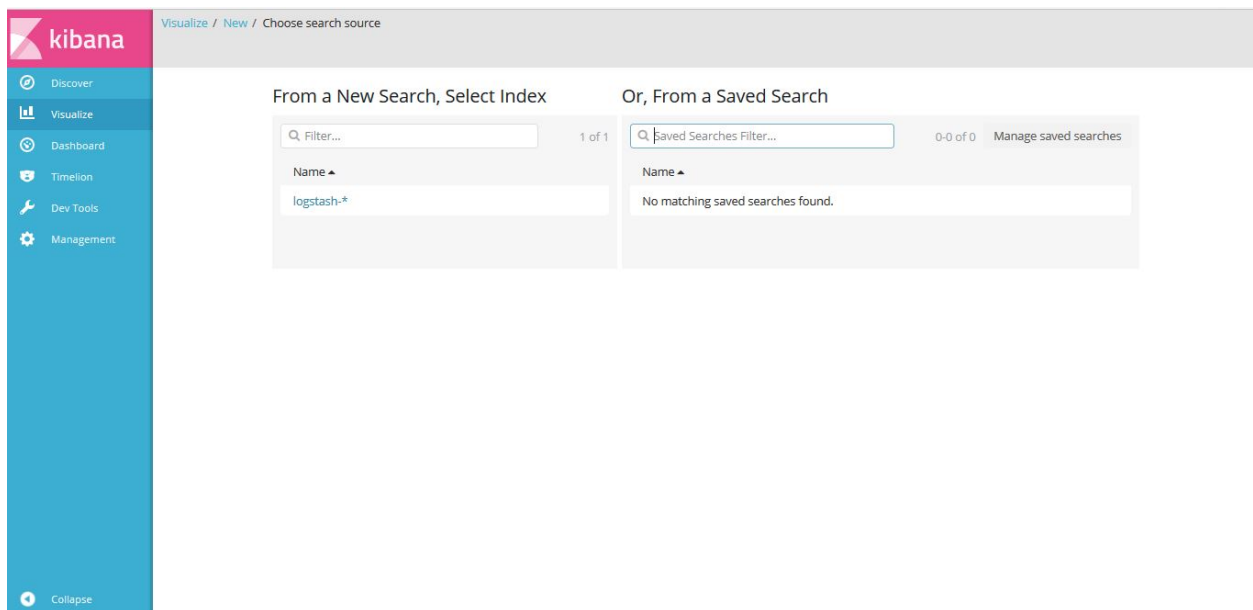 kibana
Discover
Visualize
Dashboard
Timelion
Dev Tools
Management
Collapse
Visualize / New / Choose search source
From a New Search, Select Index
Filter...
1 of 1
Name
logstash-*
Or, From a Saved Search
Saved Searches Filter...
0-0 of 0
Manage saved searches
Name
No matching saved searches found.